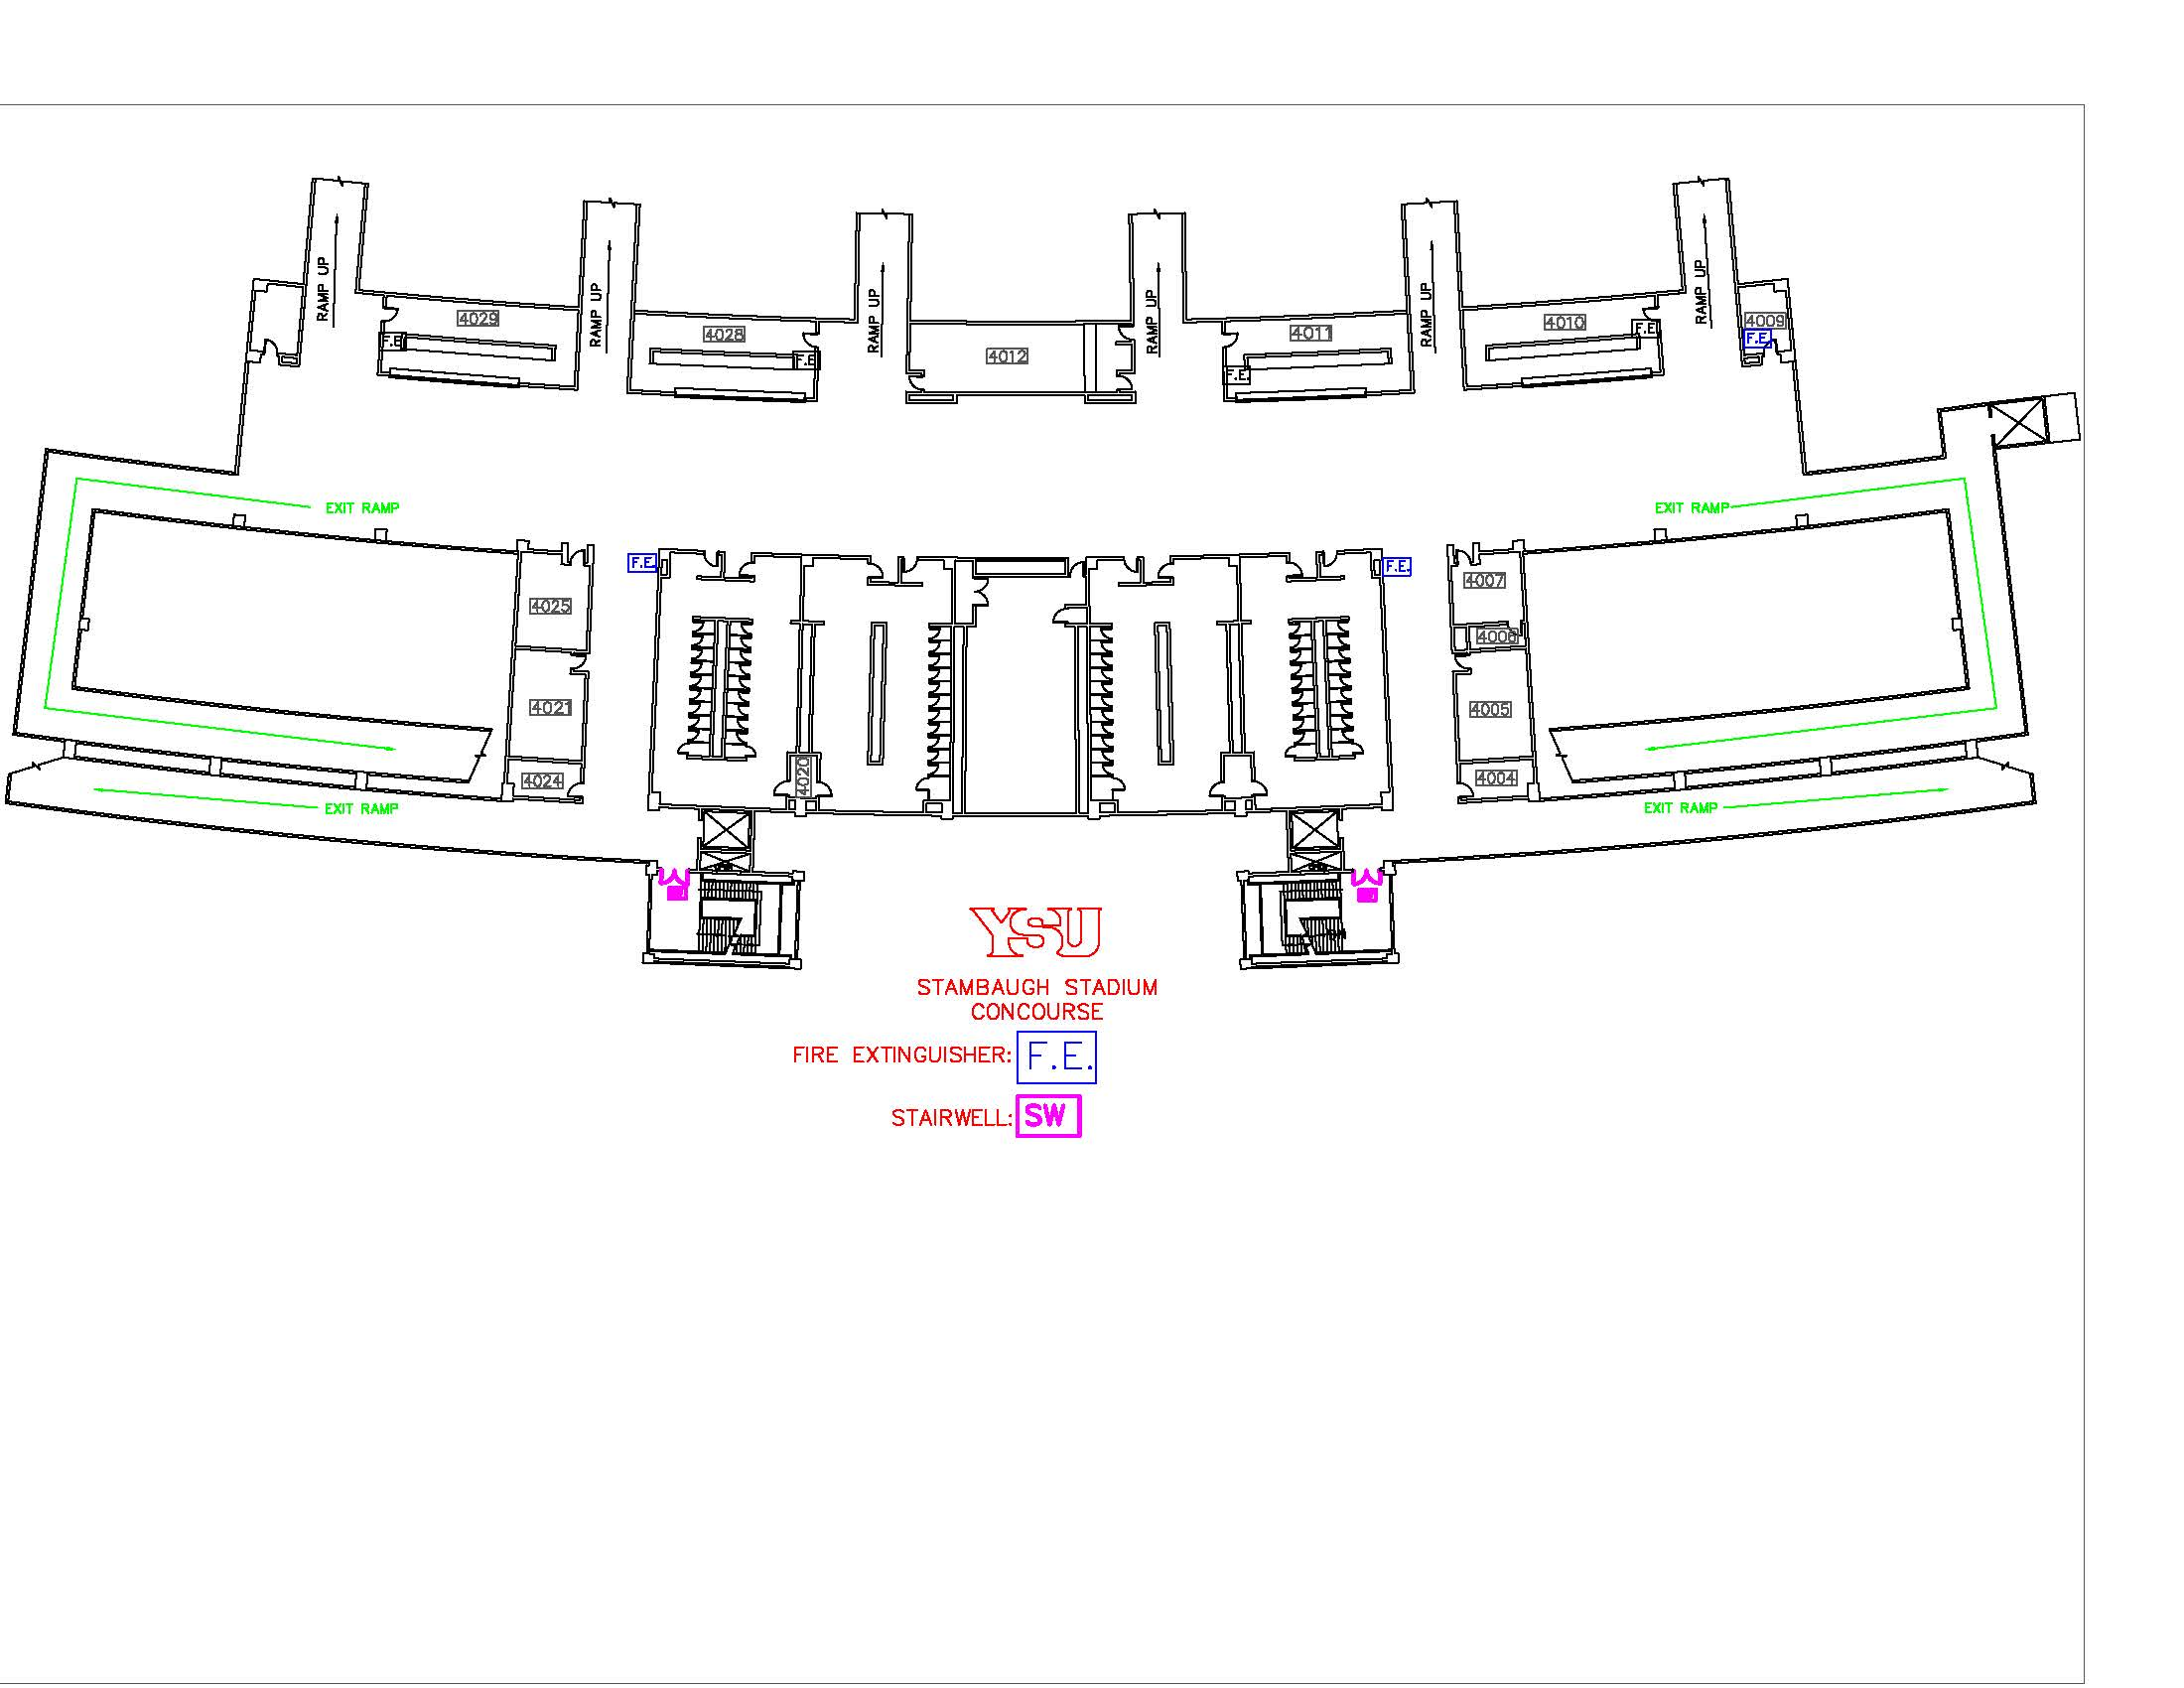 RAMP UP
RAMP UP
RAMP UP
RAMP UP
RAMP UP
RAMP UP
4029
4028
4012
4011
4010
4009
F.E.
F.E.
F.E.
F.E.
F.E.
EXIT RAMP
EXIT RAMP
F.E.
F.E.
4025
4007
4006
4021
4005
4024
4020
4004
EXIT RAMP
EXIT RAMP
YSU
STAMBAUGH STADIUM
CONCOURSE
FIRE EXTINGUISHER: F.E.
STAIRWELL: SW